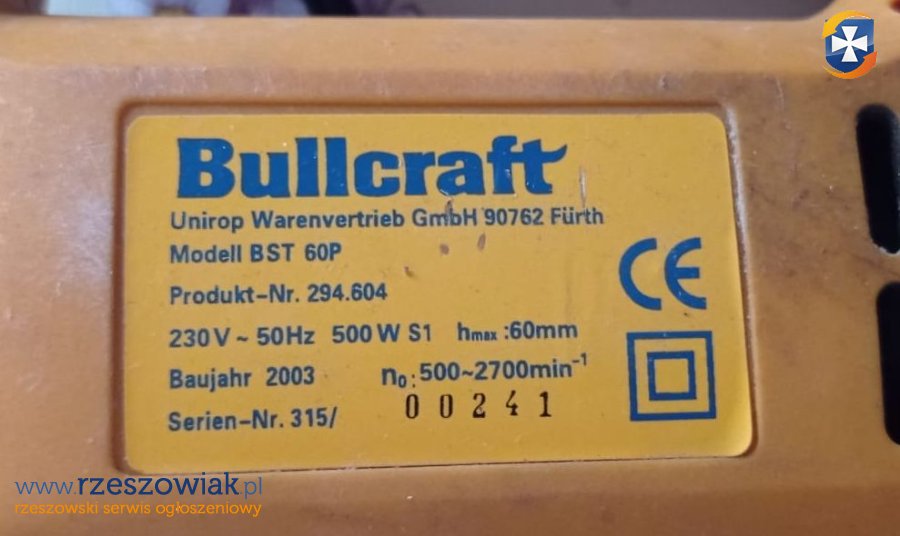 Bullcraft
Unirop Warenvertrieb GmbH 90762 Fürth
Modell BST 60P
Produkt-Nr. 294.604
230V ~ 50Hz 500 W S1 hmax :60mm
Baujahr 2003 n₀: 500~2700min⁻¹
Serien-Nr. 315/ 00241
CE
www.rzeszowiak.pl
rzeszowski serwis ogłoszeniowy